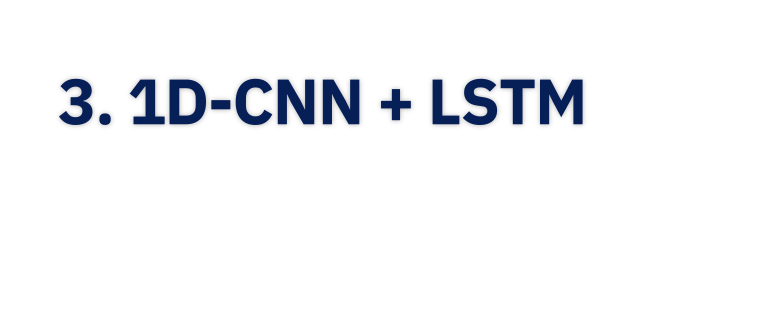 3. 1D-CNN + LSTM